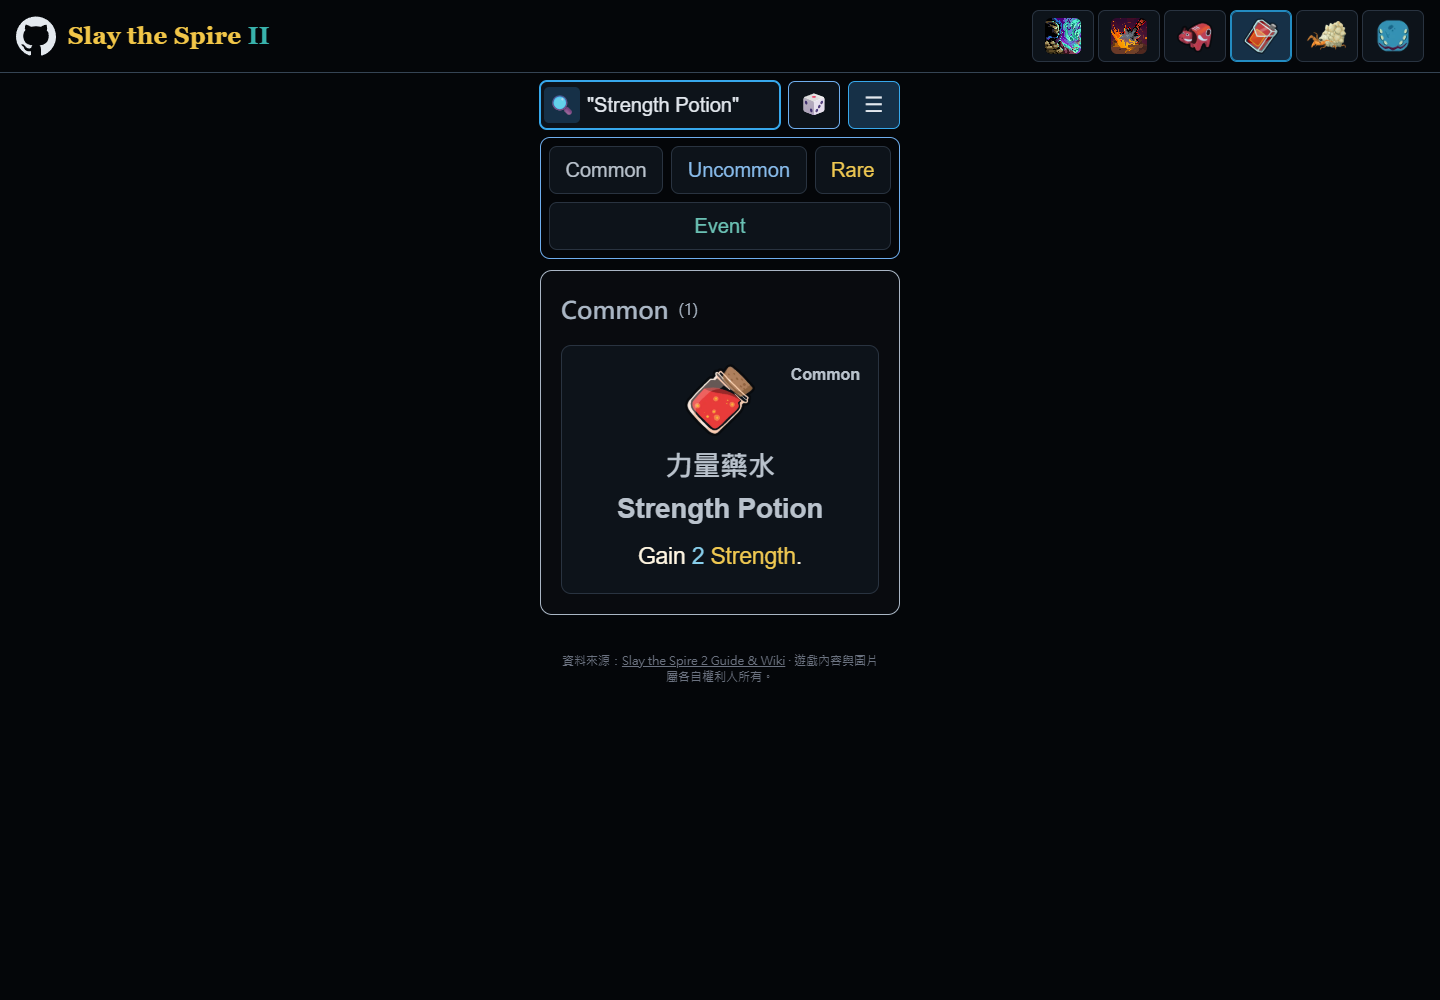 Slay the Spire II
"Strength Potion"
☰
Common
Uncommon
Rare
Event
Common (1)
Common
力量藥水
Strength Potion
Gain 2 Strength.
資料來源：Slay the Spire 2 Guide & Wiki · 遊戲內容與圖片
屬各自權利人所有。